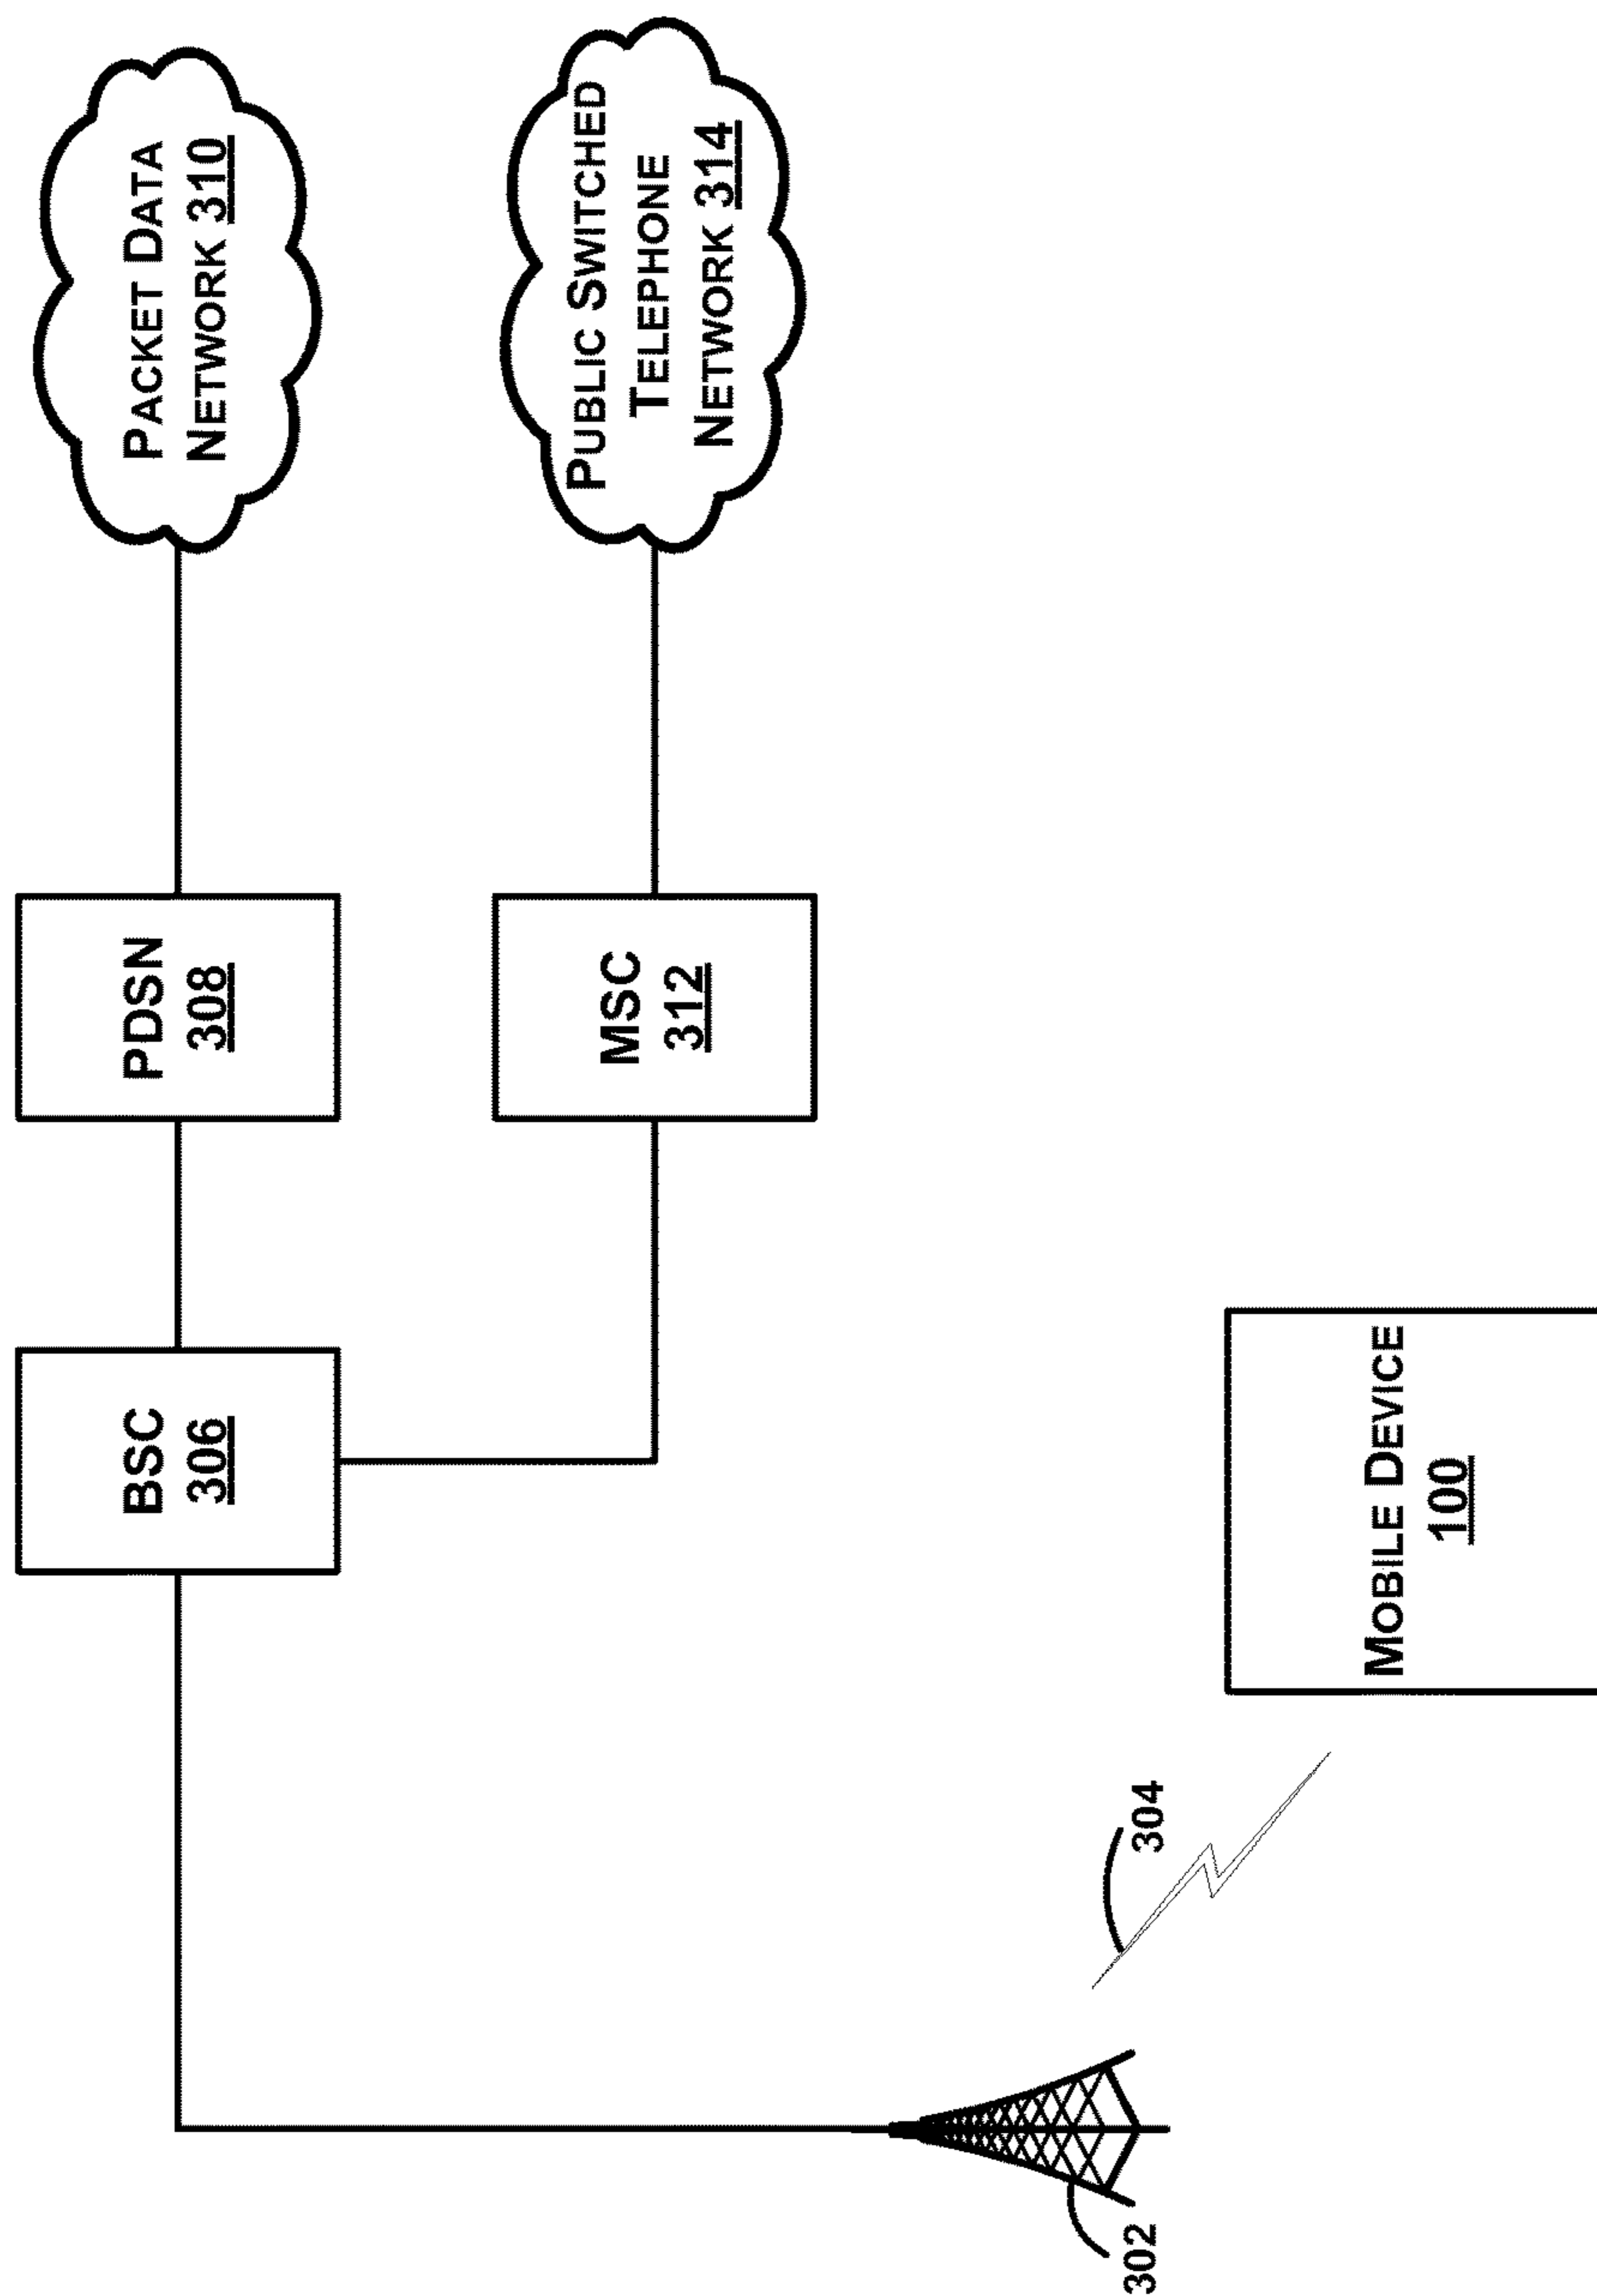 PACKET DATA
NETWORK 310
PUBLIC SWITCHED
TELEPHONE
NETWORK 314
PDSN
308
MSC
312
BSC
306
MOBILE DEVICE
100
304
302